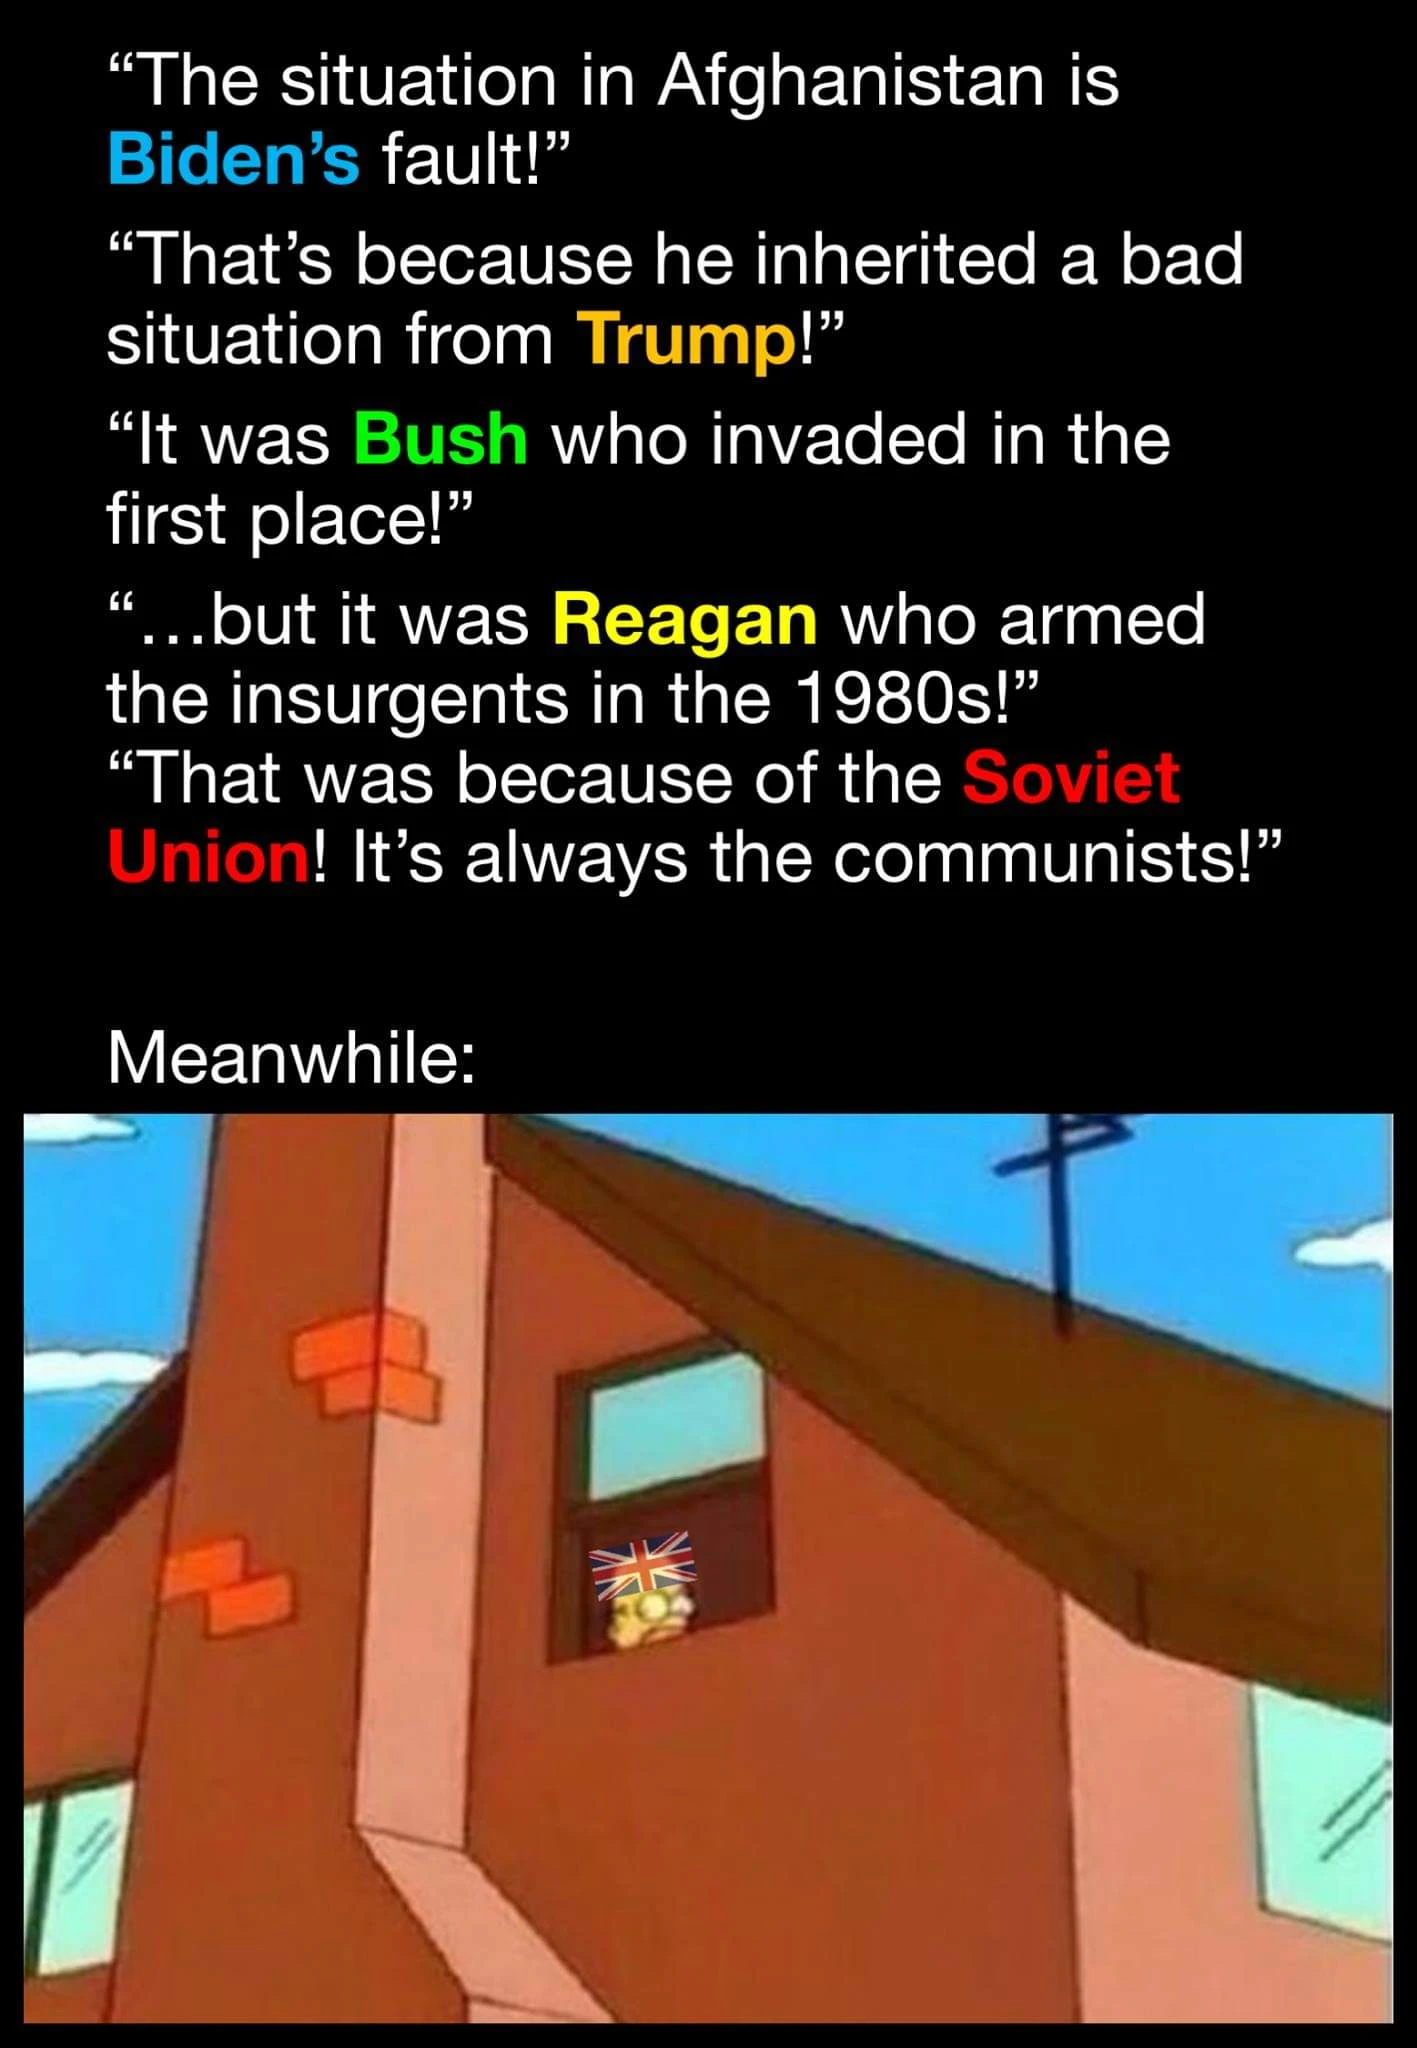 “The situation in Afghanistan is
Biden’s fault!”
“That’s because he inherited a bad
situation from Trump!”
“It was Bush who invaded in the
first place!”
“…but it was Reagan who armed
the insurgents in the 1980s!”
“That was because of the Soviet
Union! It’s always the communists!”
Meanwhile: